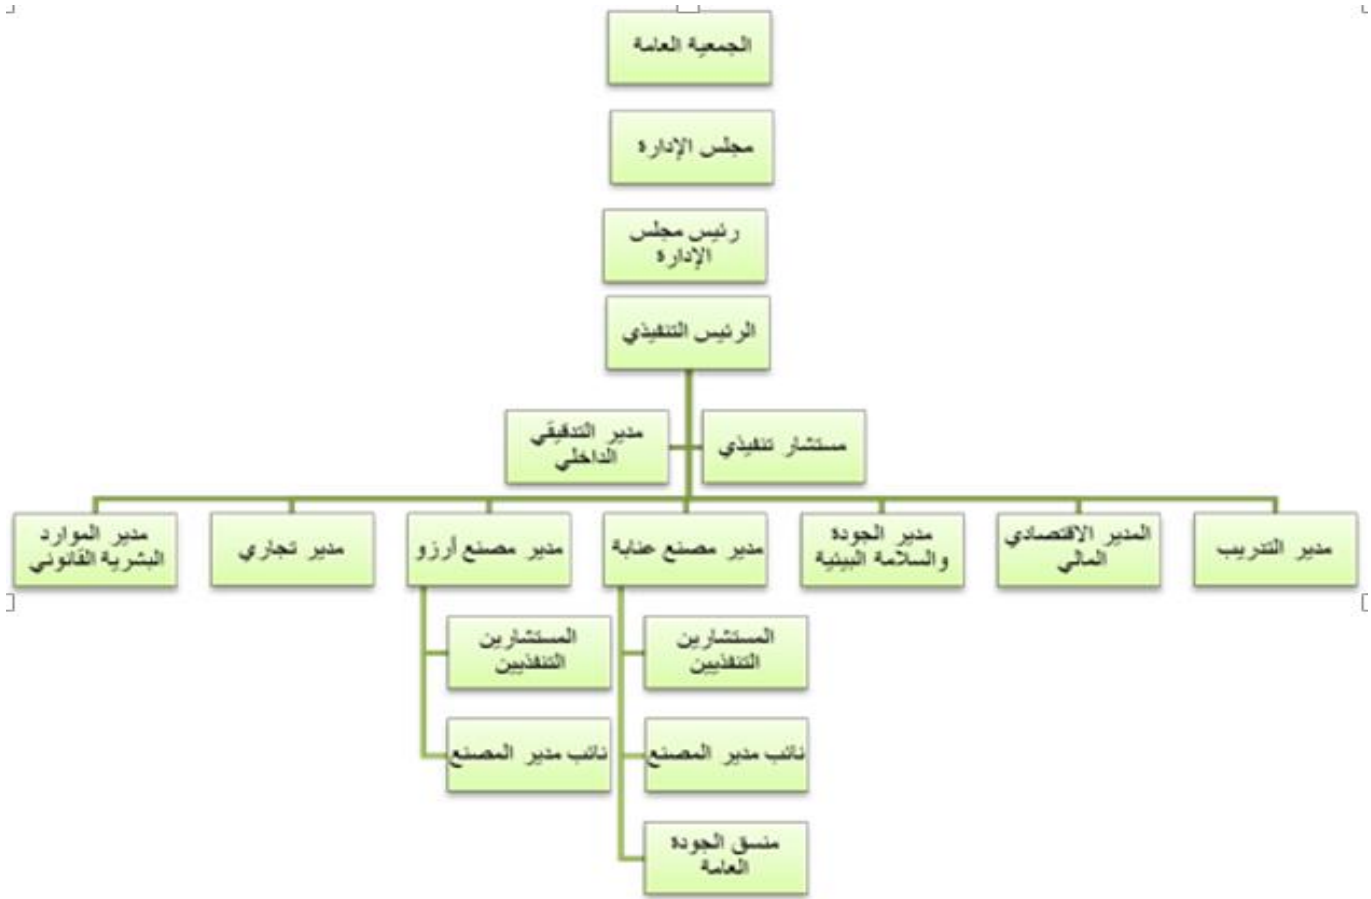 الجمعية العامة
مجلس الإدارة
رئيس مجلس
الإدارة
الرئيس التنفيذي
مستشار تنفيذي
مدير التدقيقي
الداخلي
مدير التدريب
المدير الاقتصادي
المالي
مدير الجودة
والسلامة البيئية
مدير مصنع عنابة
مدير مصنع أرزو
مدير تجاري
مدير الموارد
البشرية القانوني
المستشارين
التنفذيين
نائب مدير المصنع
منسق الجودة
العامة
المستشارين
التنفذيين
نائب مدير المصنع